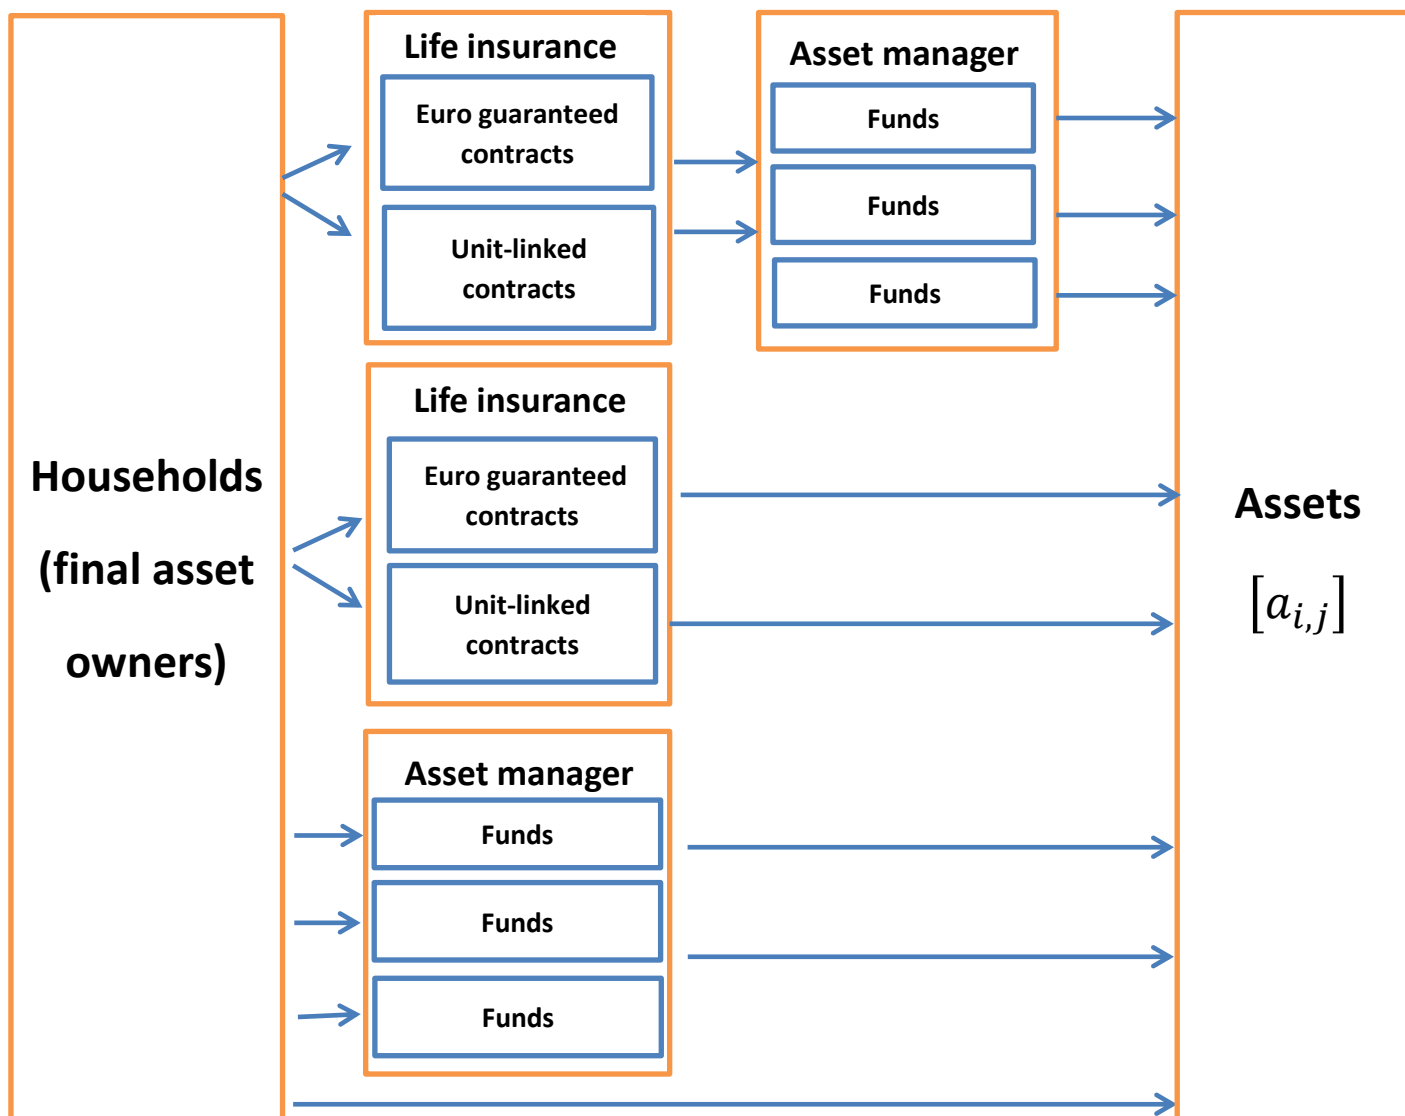 Life insurance
Euro guaranteed
contracts
Unit-linked
contracts
Asset manager
Funds
Funds
Funds
Households
(final asset
owners)
Life insurance
Euro guaranteed
contracts
Unit-linked
contracts
Assets
[a_{i,j}]
Asset manager
Funds
Funds
Funds